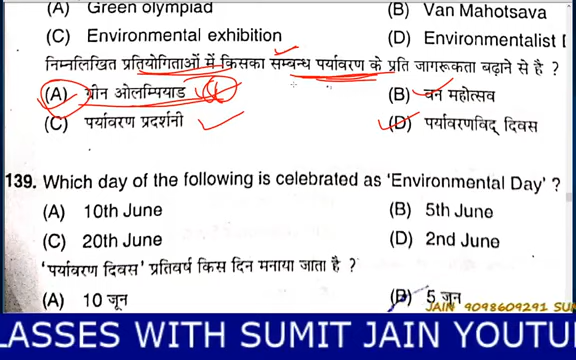 (A) Green olympiad (B) Van Mahotsava
(C) Environmental exhibition (D) Environmentalist
निम्नलिखित प्रतियोगिताओं में किसका सम्बन्ध पर्यावरण के प्रति जागरूकता बढ़ाने से है ?
(A) ग्रीन ओलम्पियाड (B) वन महोत्सव
(C) पर्यावरण प्रदर्शनी (D) पर्यावरणविद् दिवस
139. Which day of the following is celebrated as 'Environmental Day' ?
(A) 10th June (B) 5th June
(C) 20th June (D) 2nd June
'पर्यावरण दिवस' प्रतिवर्ष किस दिन मनाया जाता है ?
(A) 10 जून (B) 5 जून
JAIN 9098609291 SUM
LASSES WITH SUMIT JAIN YOUTU